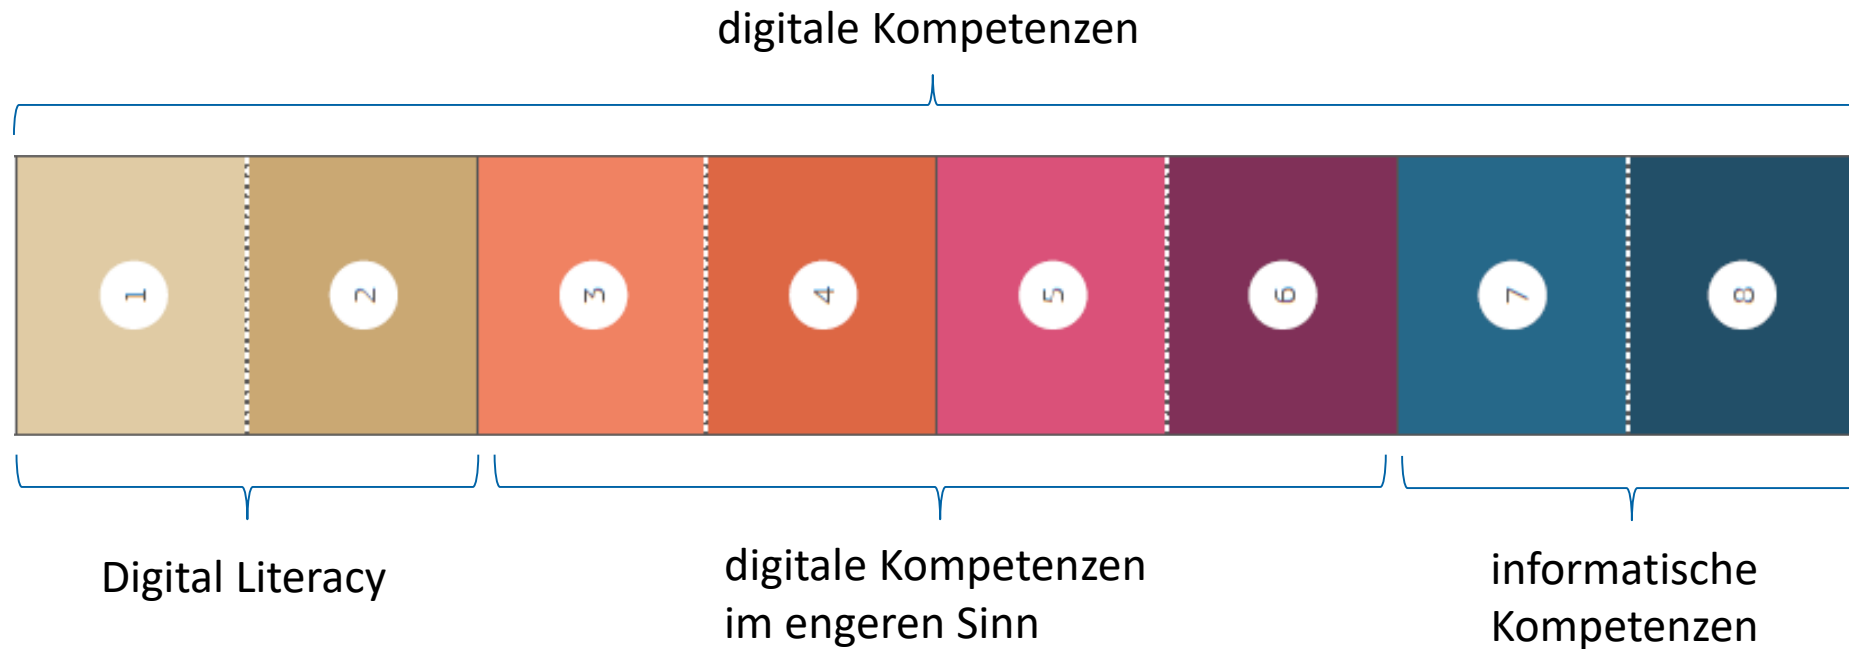 digitale Kompetenzen
1 2 3 4 5 6 7 8
Digital Literacy
digitale Kompetenzen
im engeren Sinn
informatische
Kompetenzen